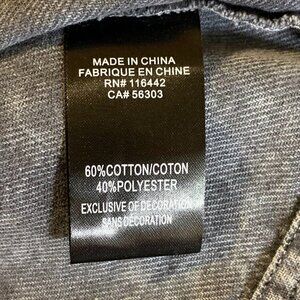 MADE IN CHINA
FABRIQUE EN CHINE
RN# 116442
CA# 56303
60%COTTON/COTON
40%POLYESTER
EXCLUSIVE OF DECORATION
SANS DECORATION